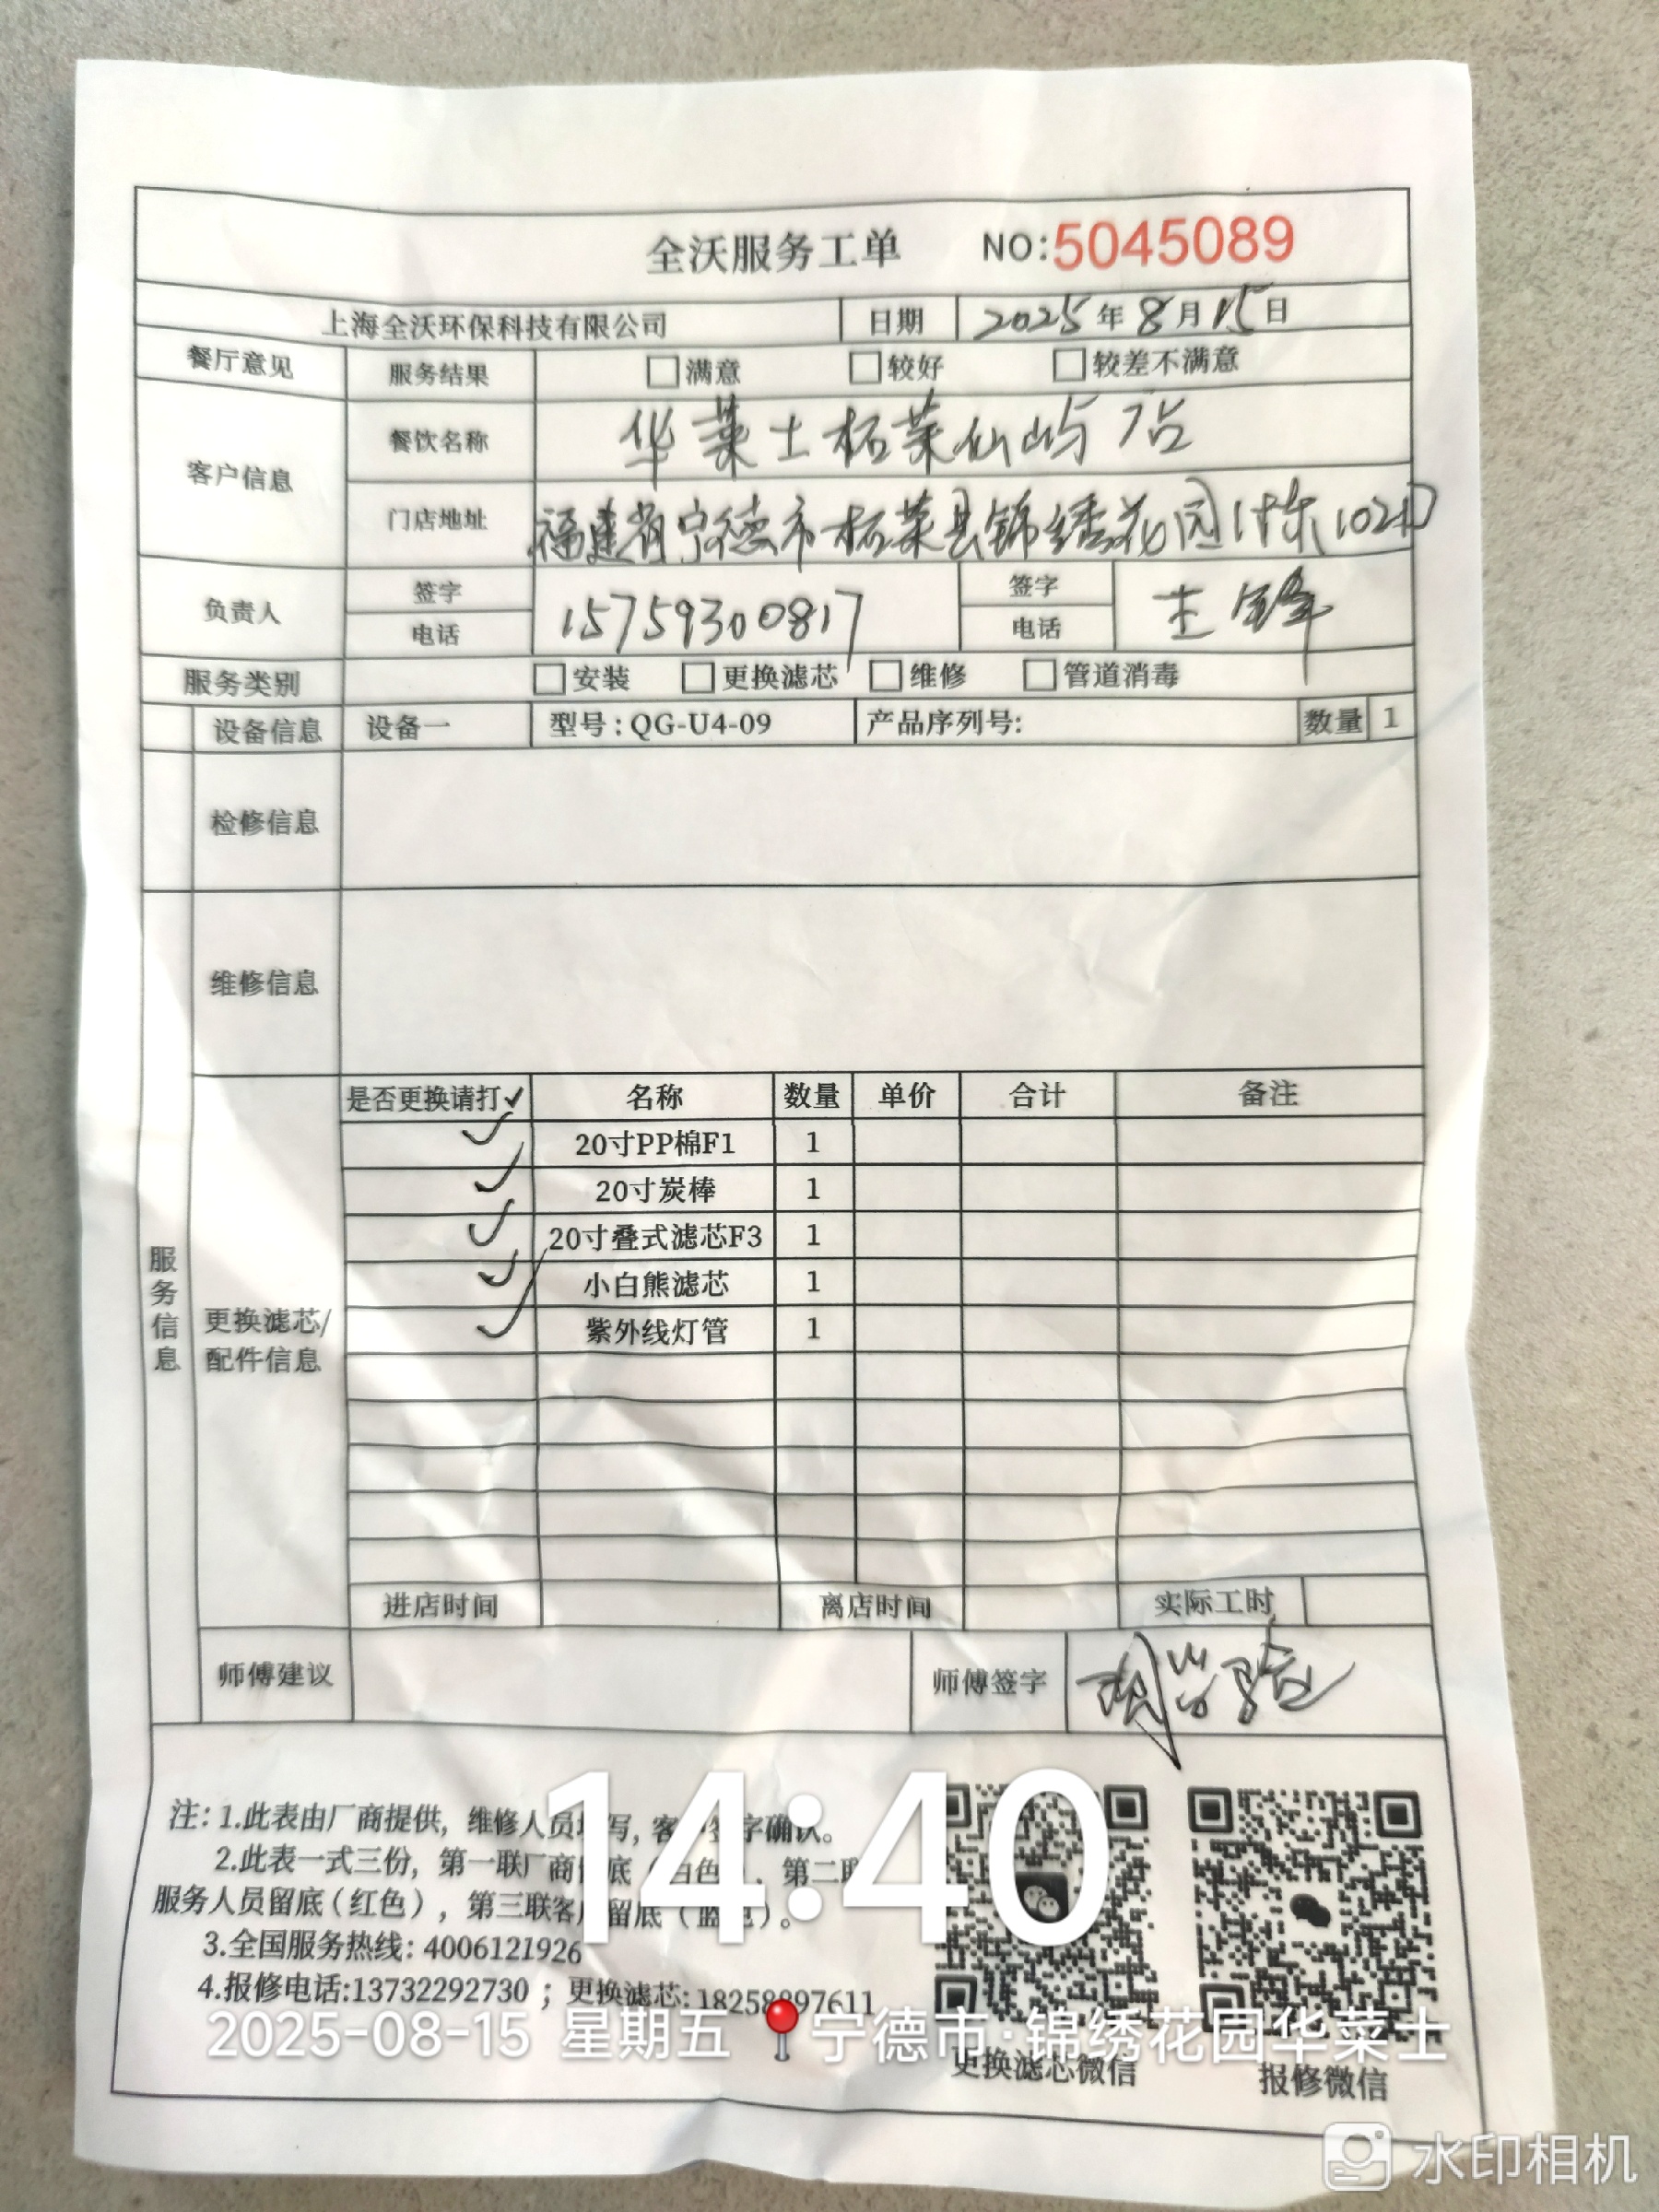 全沃服务工单 NO:5045089
上海全沃环保科技有限公司 日期 2025年8月15日
餐厅意见 服务结果 满意 较好 较差不满意
客户信息
餐饮名称 华莱士柘荣仙屿店
门店地址 福建省宁德市柘荣县锦绣花园 102
负责人
签字 签字
电话 15759300817 电话
服务类别 安装 更换滤芯 维修 管道消毒
设备信息 设备一 型号:QG-U4-09 产品序列号: 数量 1
检修信息
维修信息
服务信息
更换滤芯/
配件信息
是否更换请打✓ 名称 数量 单价 合计 备注
✓ 20寸PP棉F1 1
✓ 20寸炭棒 1
✓ 20寸叠式滤芯F3 1
✓ 小白熊滤芯 1
✓ 紫外线灯管 1
进店时间 离店时间 实际工时
师傅建议 师傅签字
注: 1.此表由厂商提供, 维修人员 写, 客 字确认。
2.此表一式三份, 第一联厂商 底 (白色), 第二联
服务人员留底(红色), 第三联客户留底(蓝色)。
3.全国服务热线: 4006121926
4.报修电话:13732292730 ; 更换滤芯: 18258897611
更换滤芯微信 报修微信
14:40
2025-08-15 星期五 宁德市·锦绣花园华莱士
水印相机